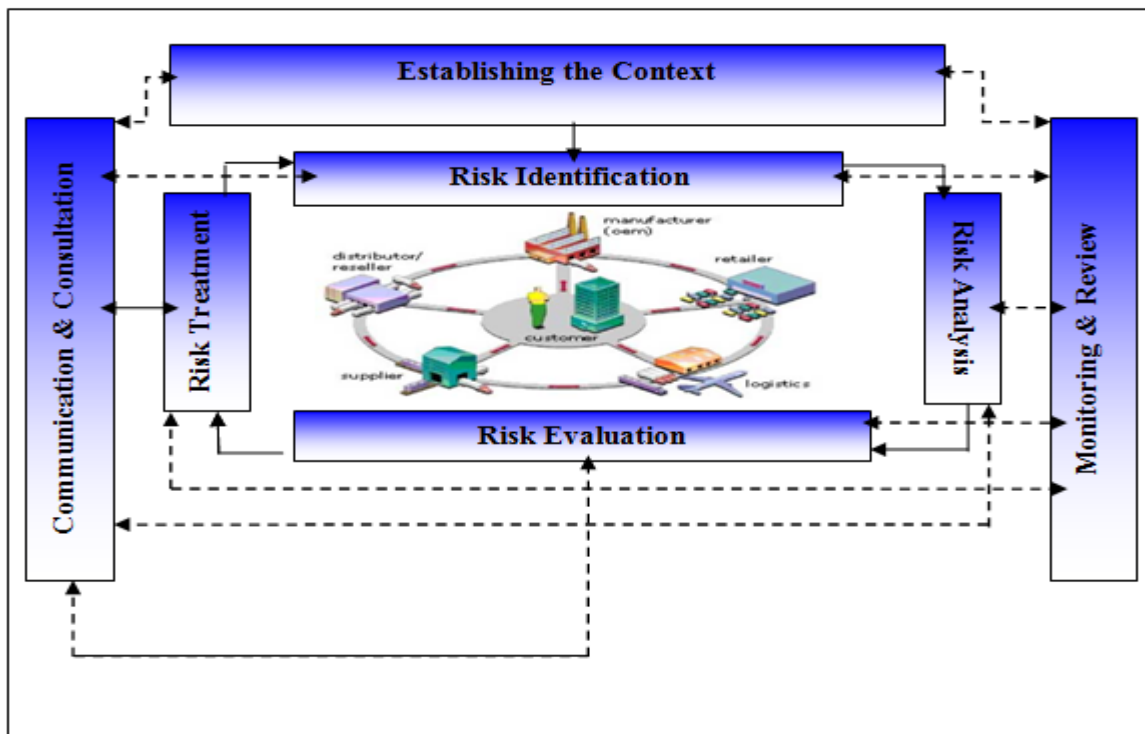 Establishing the Context
Risk Identification
Communication & Consultation
Risk Treatment
manufacturer
(oem)
distributor/
reseller
retailer
customer
supplier
logistics
Risk Analysis
Monitoring & Review
Risk Evaluation